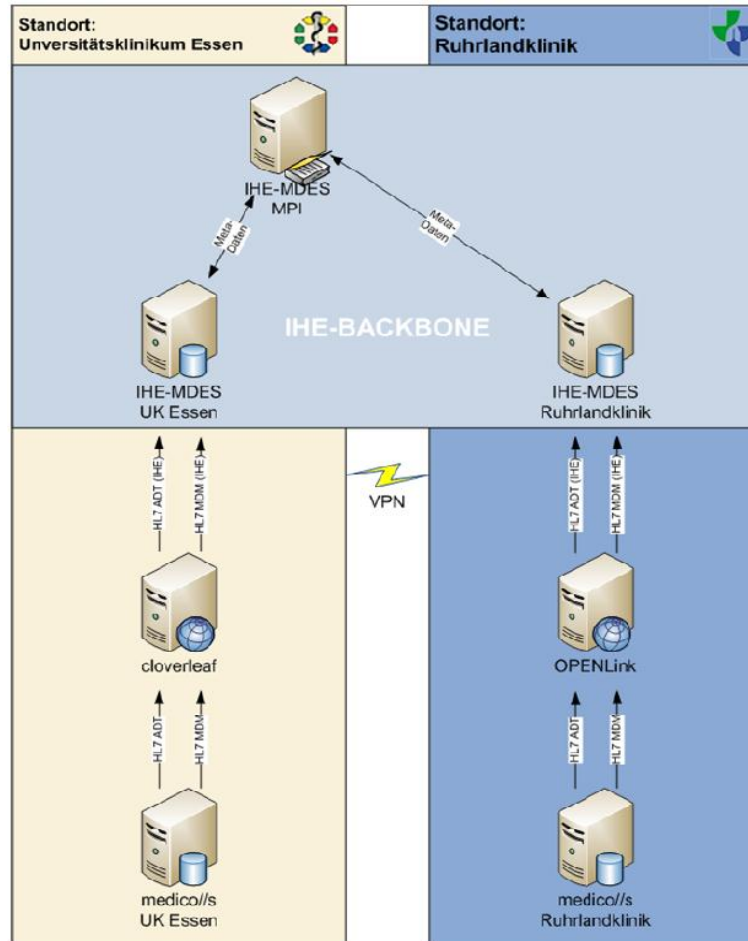 Standort:
Unversitätsklinikum Essen
Standort:
Ruhrlandklinik
IHE-MDES
MPI
Meta-
Daten
Meta-
Daten
IHE-BACKBONE
IHE-MDES
UK Essen
IHE-MDES
Ruhrlandklinik
HL7 ADT (IHE)
HL7 MDM (IHE)
VPN
HL7 ADT (IHE)
HL7 MDM (IHE)
cloverleaf
OPENLink
HL7 ADT
HL7 MDM
HL7 ADT
HL7 MDM
medico//s
UK Essen
medico//s
Ruhrlandklinik